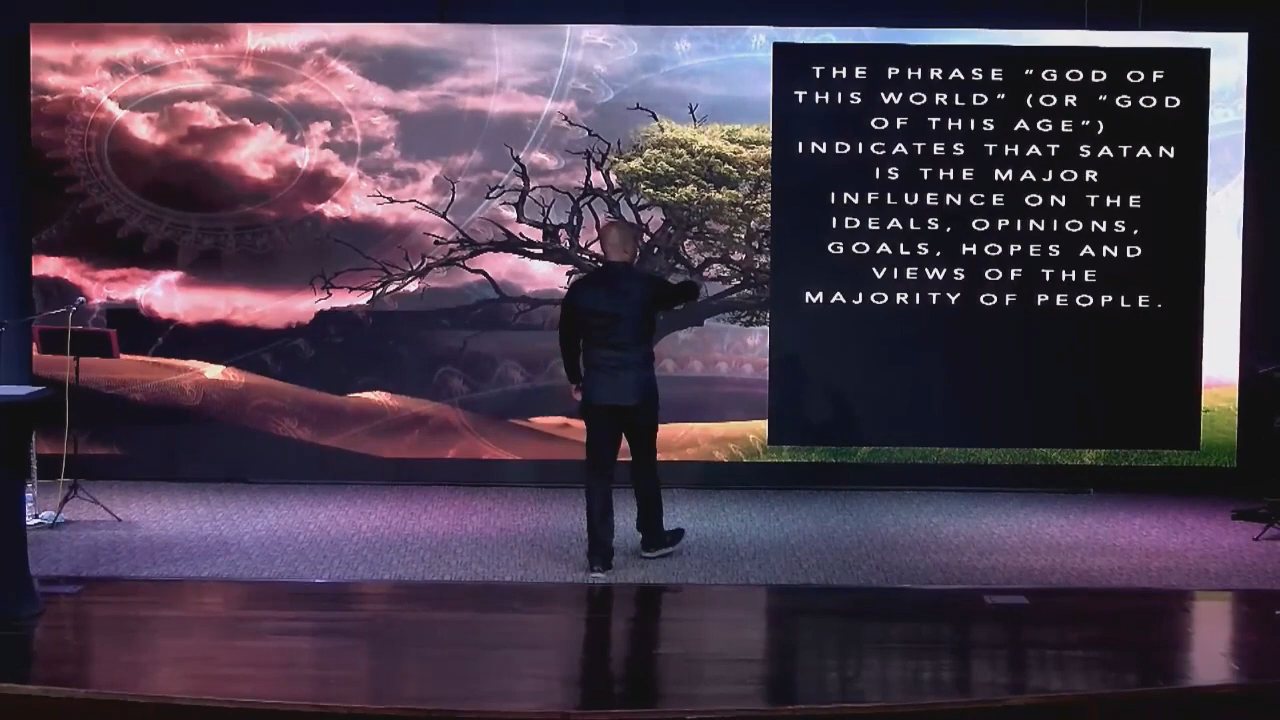 THE PHRASE "GOD OF
THIS WORLD" (OR "GOD
OF THIS AGE")
INDICATES THAT SATAN
IS THE MAJOR
INFLUENCE ON THE
IDEALS, OPINIONS,
GOALS, HOPES AND
VIEWS OF THE
MAJORITY OF PEOPLE.